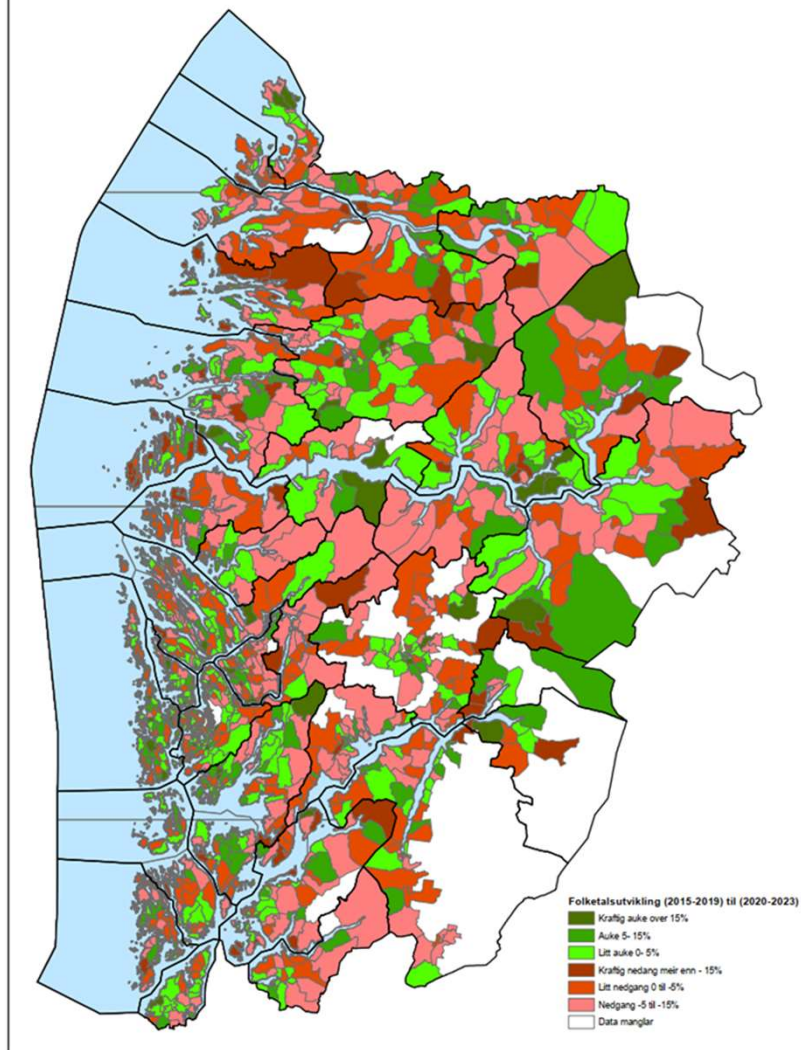 Folketalsutvikling (2015-2019) til (2020-2023)
Kraftig auke over 15%
Auke 5- 15%
Litt auke 0- 5%
Kraftig nedang meir enn - 15%
Litt nedgang 0 til -5%
Nedgang -5 til -15%
Data manglar